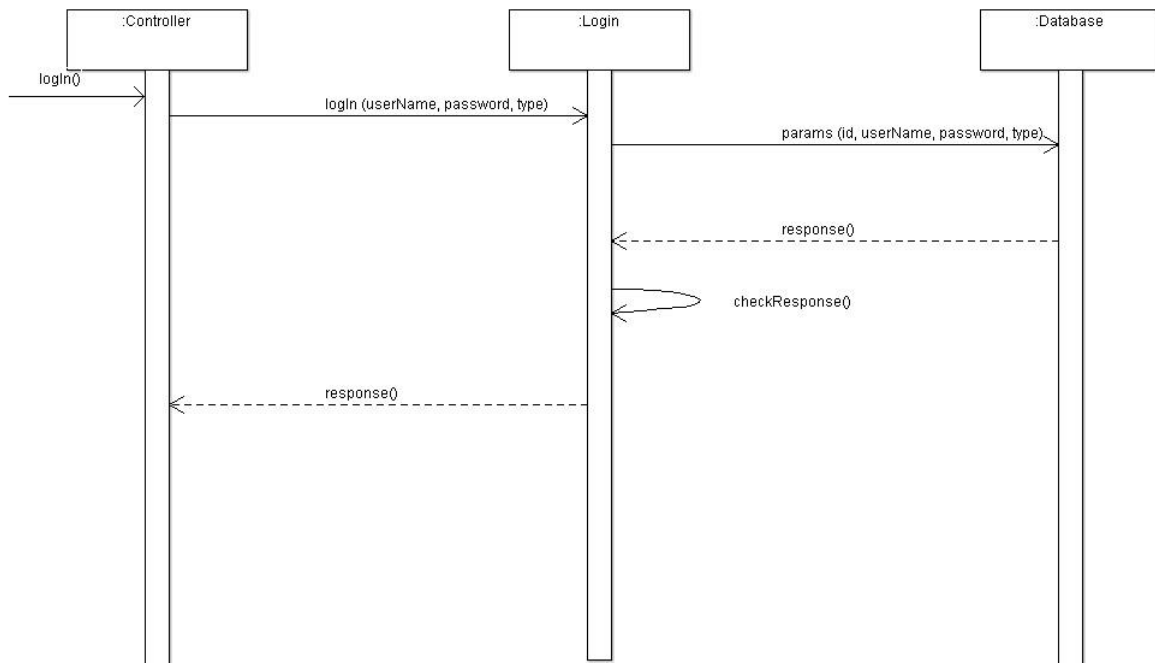 :Controller
:Login
:Database
logIn()
logIn (userName, password, type)
params (id, userName, password, type)
response()
checkResponse()
response()